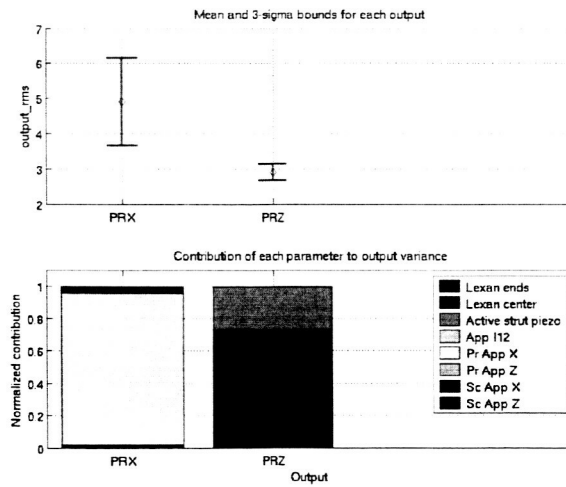 Mean and 3-sigma bounds for each output
7
6
5
4
3
2
output_rms
PRX PRZ
Contribution of each parameter to output variance
1
0.8
0.6
0.4
0.2
0
Normalized contribution
Lexan ends
Lexan center
Active strut piezo
App I12
Pr App X
Pr App Z
Sc App X
Sc App Z
PRX PRZ
Output